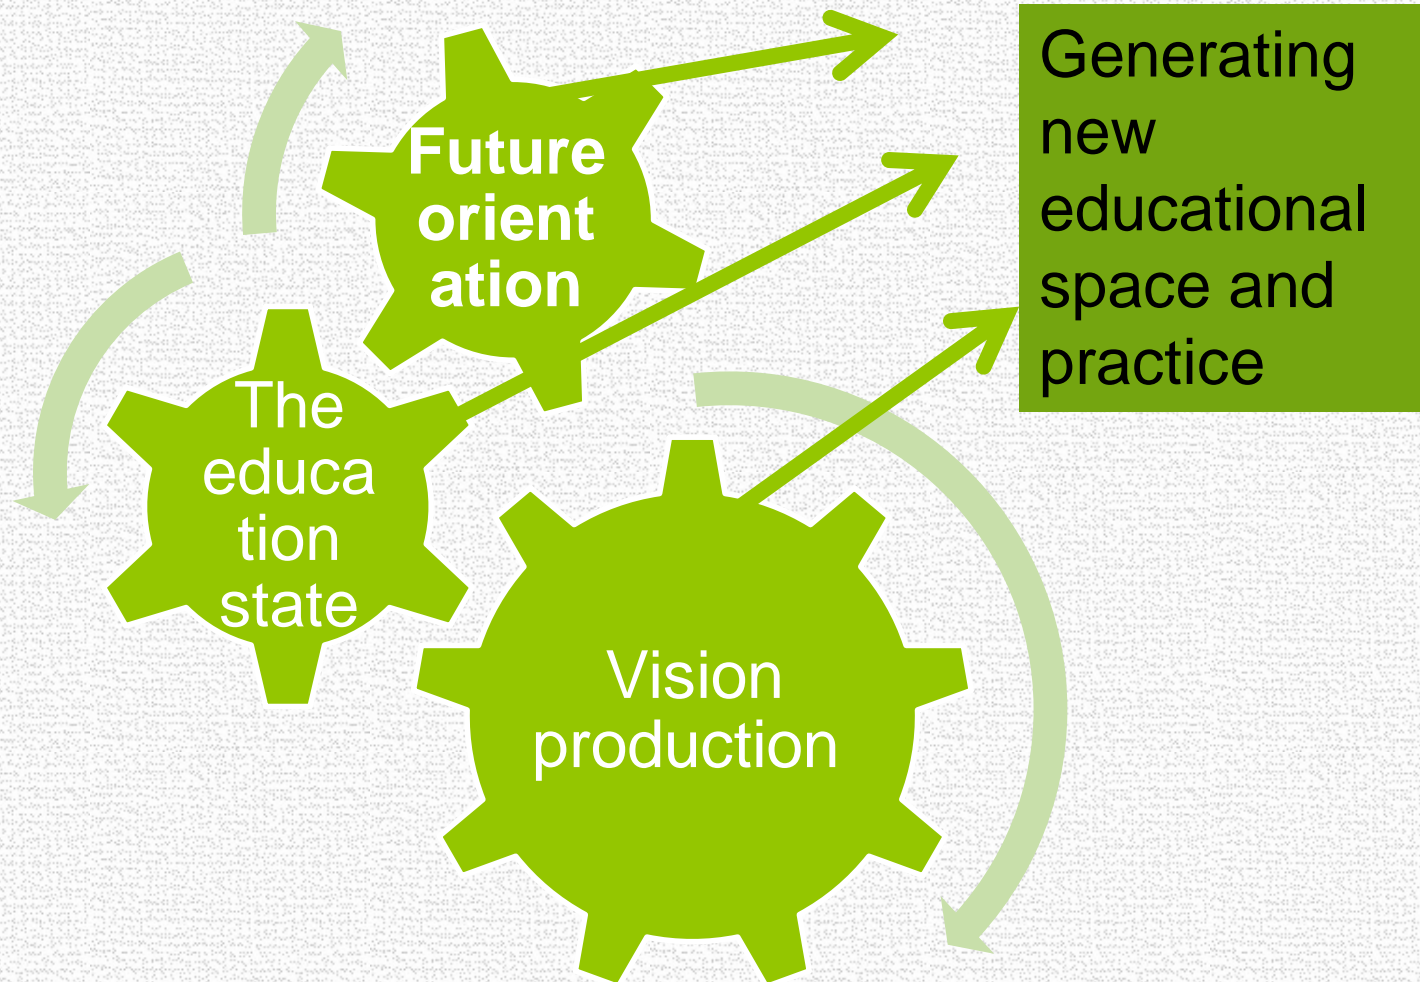 Future
orient
ation
Generating
new
educational
space and
practice
The
educa
tion
state
Vision
production